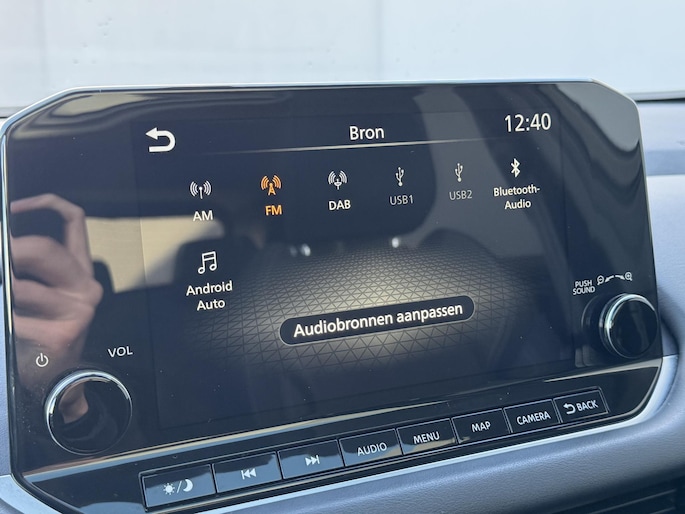 Bron
12:40
AM
FM
DAB
USB1
USB2
Bluetooth-
Audio
Android
Auto
Audiobronnen aanpassen
PUSH
SOUND
VOL
AUDIO
MENU
MAP
CAMERA
BACK